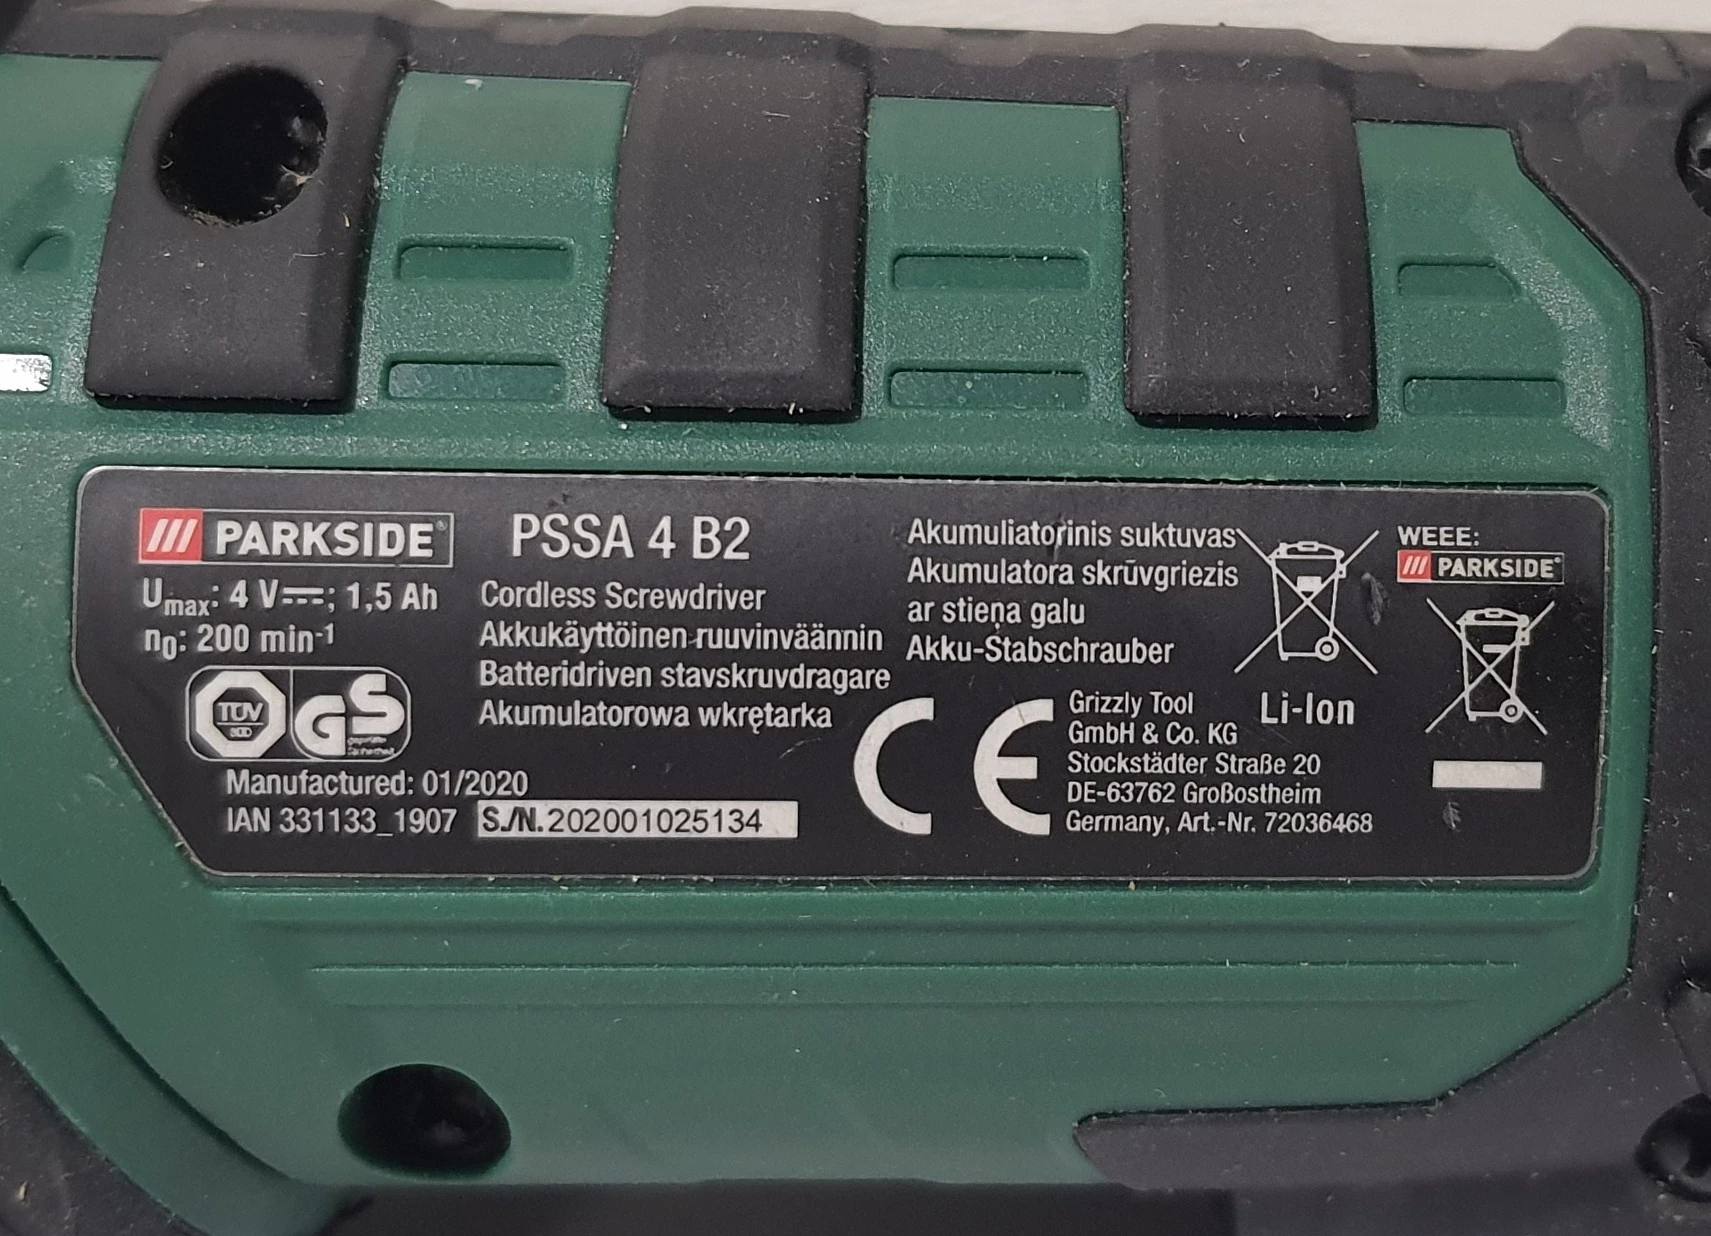 PARKSIDE®
Umax: 4 V⎓; 1,5 Ah
n0: 200 min-1
TÜV
SÜD
GS
geprüfte
Sicherheit
Manufactured: 01/2020
IAN 331133_1907
PSSA 4 B2
Cordless Screwdriver
Akkukäyttöinen ruuvinväännin
Batteridriven stavskruvdragare
Akumulatorowa wkrętarka
S./N. 202001025134
Akumuliatorinis suktuvas
Akumulatora skrūvgriezis
ar stieņa galu
Akku-Stabschrauber
CE
Grizzly Tool
GmbH & Co. KG
Stockstädter Straße 20
DE-63762 Großostheim
Germany, Art.-Nr. 72036468
Li-Ion
WEEE:
PARKSIDE®